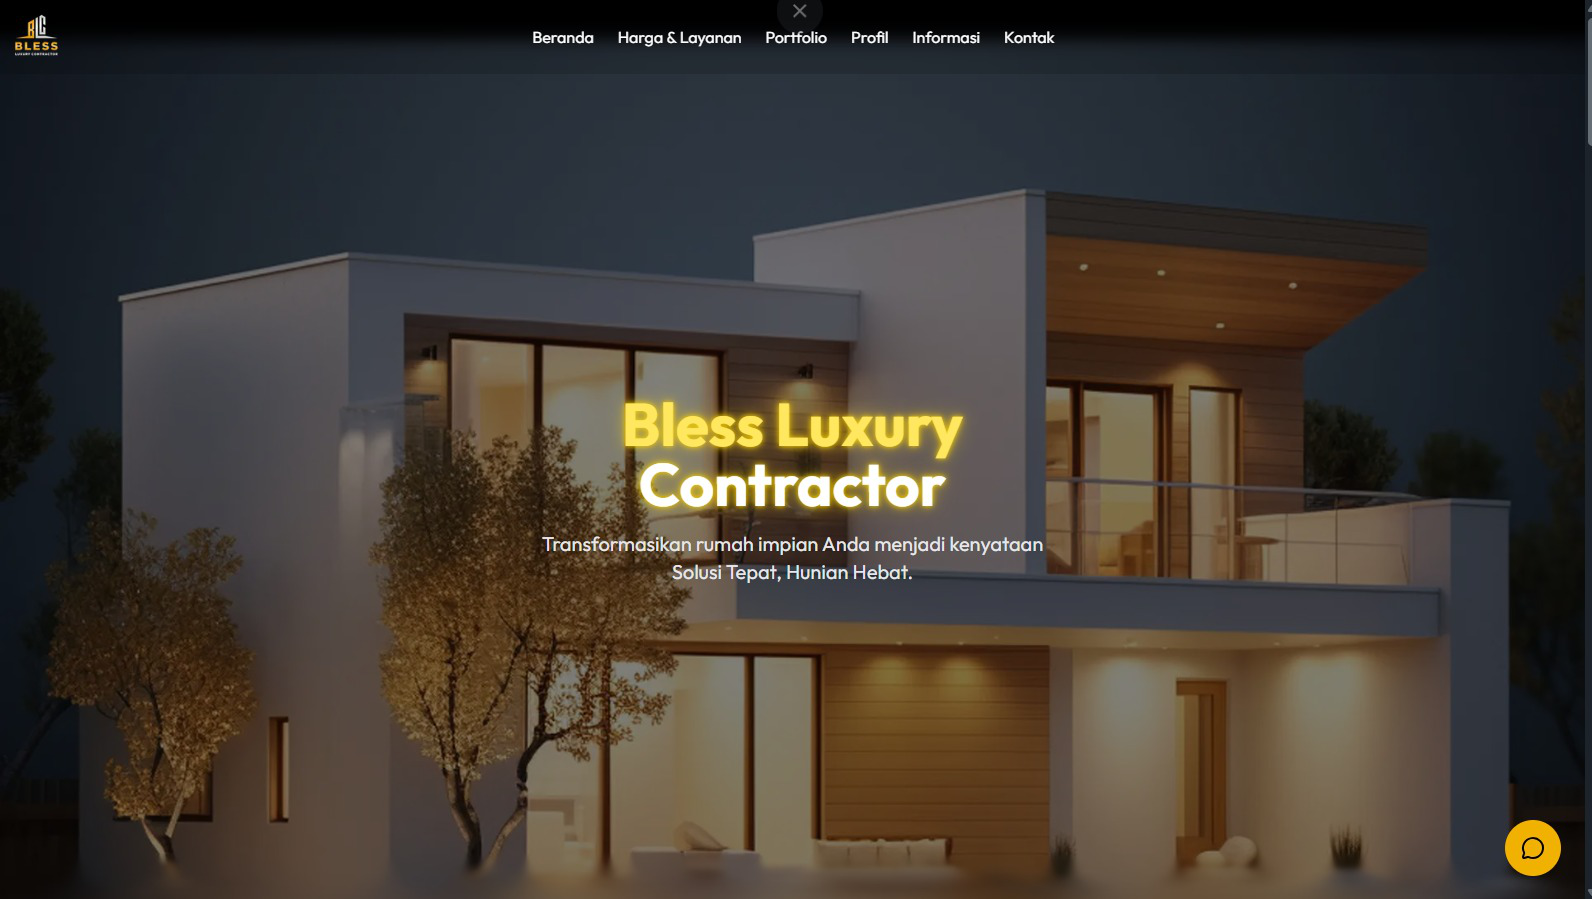 BLC
BLESS
LUXURY CONTRACTOR
Beranda Harga & Layanan Portfolio Profil Informasi Kontak
Bless Luxury
Contractor
Transformasikan rumah impian Anda menjadi kenyataan
Solusi Tepat, Hunian Hebat.